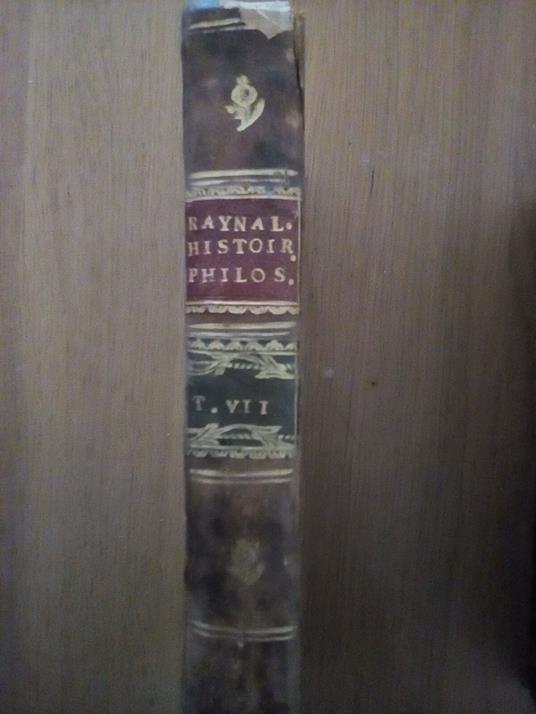 RAYNAL.
HISTOIR.
PHILOS.
T. VII